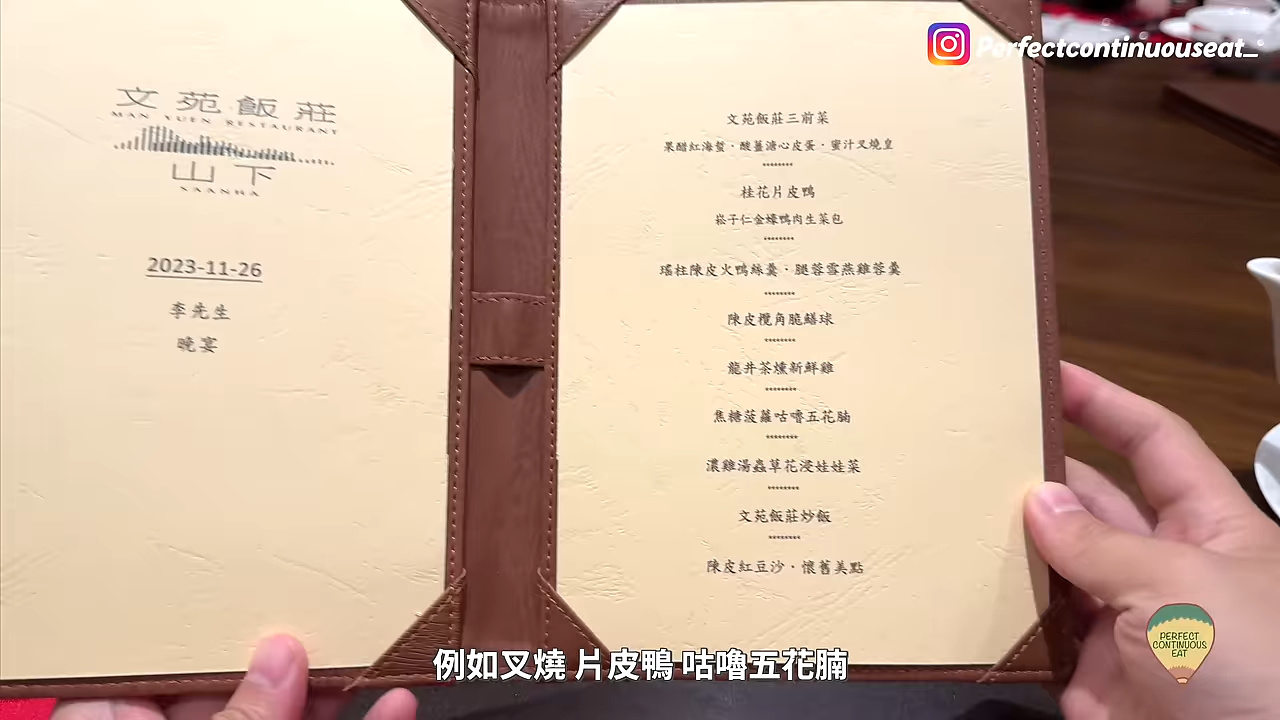 文苑飯莊
MAN YUEN RESTAURANT
山下
SAANHA
2023-11-26
李先生
晚宴
文苑飯莊三前菜
果醋紅海蜇·酸薑溏心皮蛋·蜜汁叉燒皇
********
桂花片皮鴨
崧子仁金蠔鴨肉生菜包
********
瑤柱陳皮火鴨絲羹·腿蓉雪燕雞蓉羹
********
陳皮欖角脆鱔球
********
龍井茶燻新鮮雞
********
焦糖菠蘿咕嚕五花腩
********
濃雞湯蟲草花浸娃娃菜
********
文苑飯莊炒飯
********
陳皮紅豆沙·懷舊美點
Perfectcontinuouseat_
PERFECT
CONTINUOUS
EAT
例如叉燒 片皮鴨 咕嚕五花腩